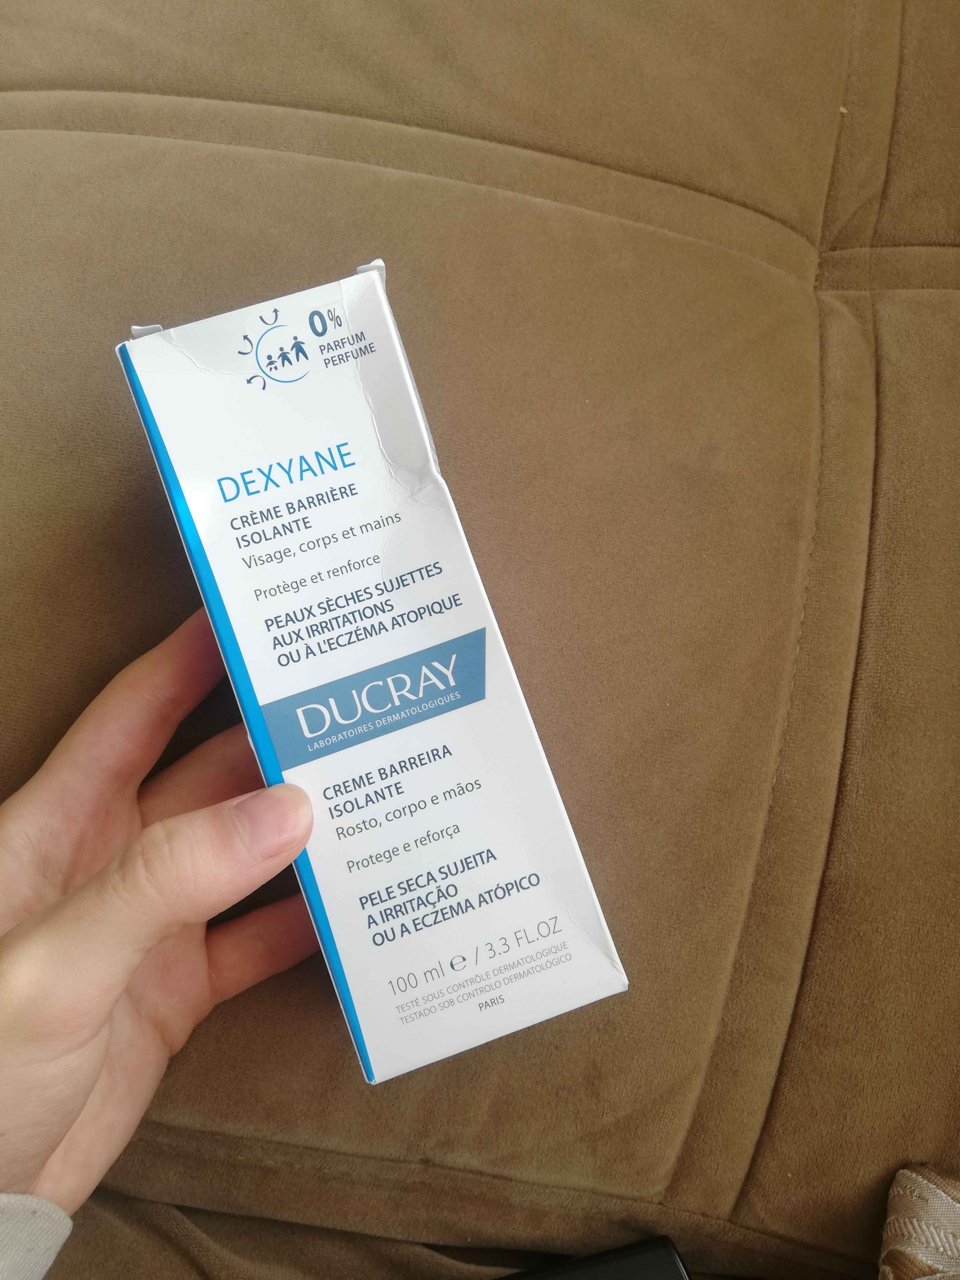 0%
PARFUM
PERFUME
DEXYANE
CRÈME BARRIÈRE
ISOLANTE
Visage, corps et mains
Protège et renforce
PEAUX SÈCHES SUJETTES
AUX IRRITATIONS
OU À L'ECZÉMA ATOPIQUE
DUCRAY
LABORATOIRES DERMATOLOGIQUES
CREME BARREIRA
ISOLANTE
Rosto, corpo e mãos
Protege e reforça
PELE SECA SUJEITA
A IRRITAÇÃO
OU A ECZEMA ATÓPICO
100 ml ℮ / 3.3 FL.OZ
TESTÉ SOUS CONTRÔLE DERMATOLOGIQUE
TESTADO SOB CONTROLO DERMATOLÓGICO
PARIS